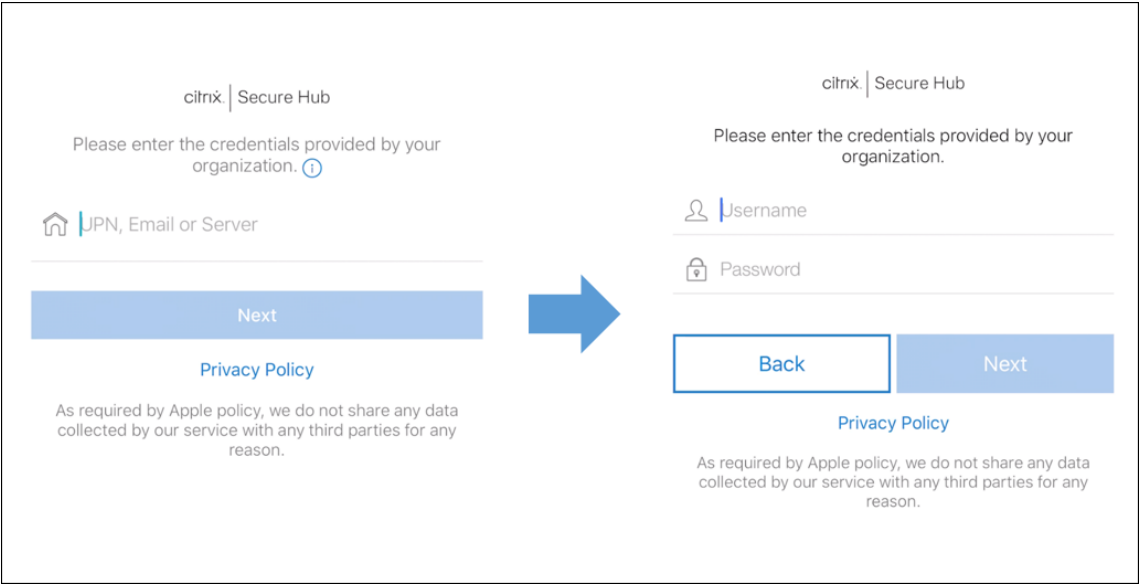 citrix. | Secure Hub
Please enter the credentials provided by your
organization. i
UPN, Email or Server
Next
Privacy Policy
As required by Apple policy, we do not share any data
collected by our service with any third parties for any
reason.
citrix. | Secure Hub
Please enter the credentials provided by your
organization.
Username
Password
Back Next
Privacy Policy
As required by Apple policy, we do not share any data
collected by our service with any third parties for any
reason.